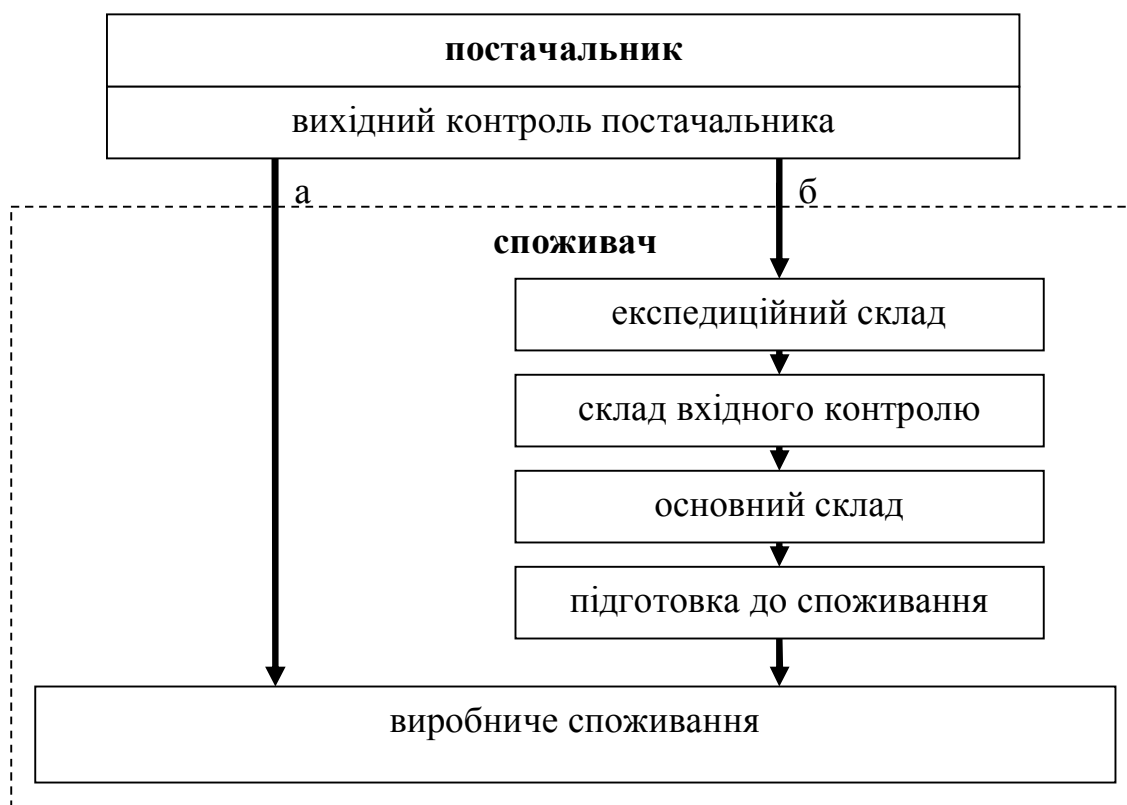 постачальник
вихідний контроль постачальника
а
б
споживач
експедиційний склад
склад вхідного контролю
основний склад
підготовка до споживання
виробниче споживання